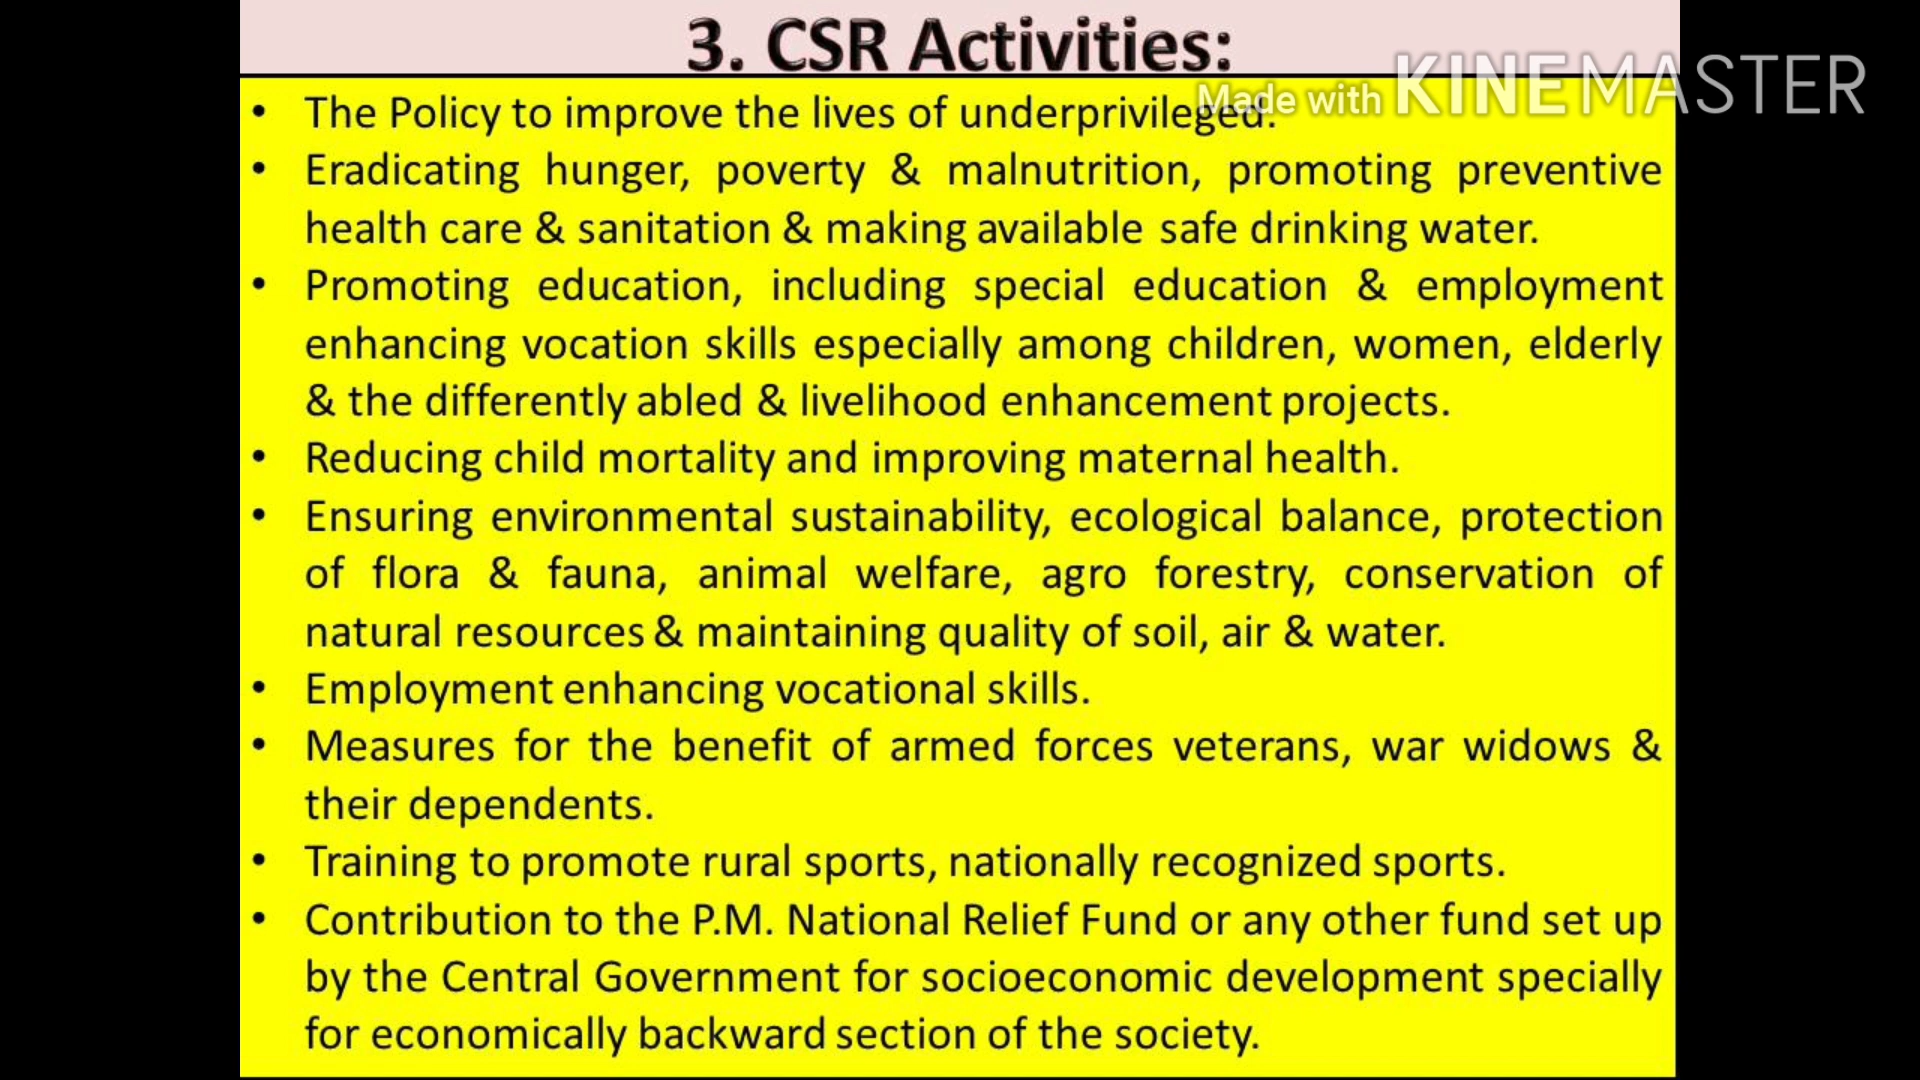 3. CSR Activities:
Made with KINEMASTER
• The Policy to improve the lives of underprivileged.
• Eradicating hunger, poverty & malnutrition, promoting preventive
health care & sanitation & making available safe drinking water.
• Promoting education, including special education & employment
enhancing vocation skills especially among children, women, elderly
& the differently abled & livelihood enhancement projects.
• Reducing child mortality and improving maternal health.
• Ensuring environmental sustainability, ecological balance, protection
of flora & fauna, animal welfare, agro forestry, conservation of
natural resources & maintaining quality of soil, air & water.
• Employment enhancing vocational skills.
• Measures for the benefit of armed forces veterans, war widows &
their dependents.
• Training to promote rural sports, nationally recognized sports.
• Contribution to the P.M. National Relief Fund or any other fund set up
by the Central Government for socioeconomic development specially
for economically backward section of the society.